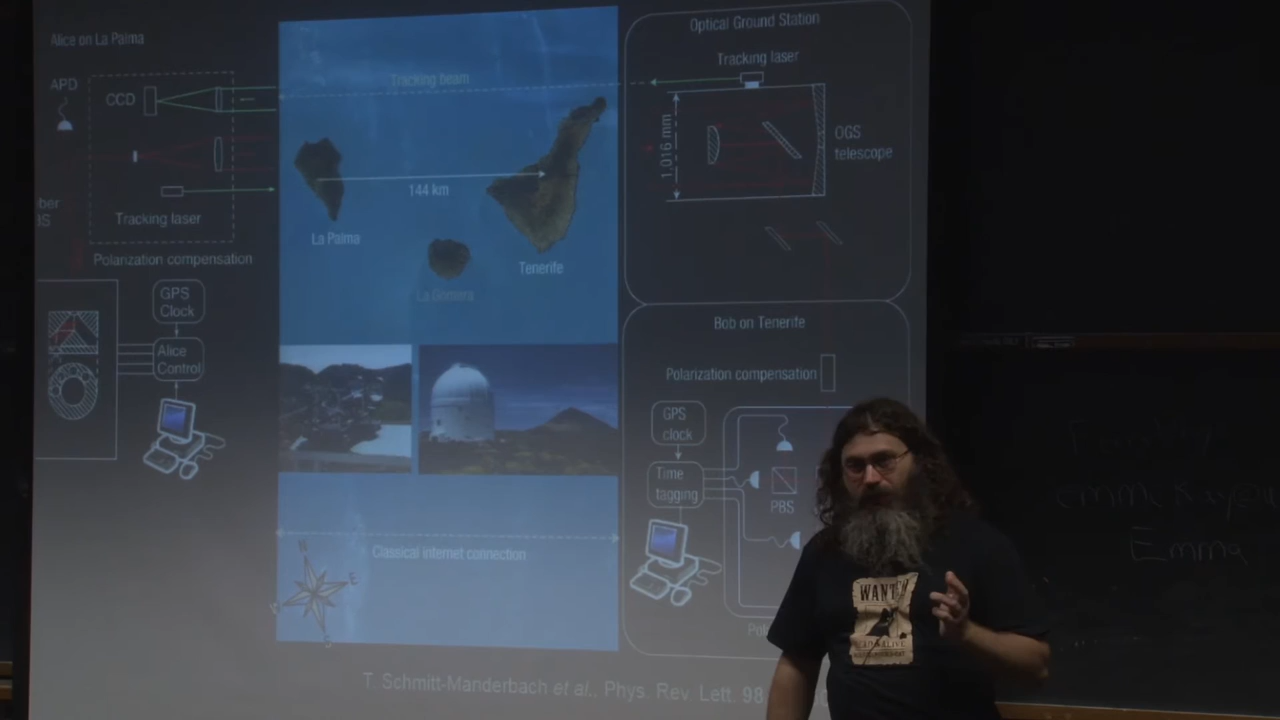 Alice on La Palma
APD
CCD
Tracking laser
Polarization compensation
GPS
Clock
Alice
Control
Tracking beam
144 km
La Palma
La Gomera
Tenerife
Classical internet connection
N
E
S
Optical Ground Station
Tracking laser
1,016 mm
OGS
telescope
Bob on Tenerife
Polarization compensation
GPS
clock
Time
tagging
PBS
T. Schmitt-Manderbach et al., Phys. Rev. Lett. 98
WANTED
Emma